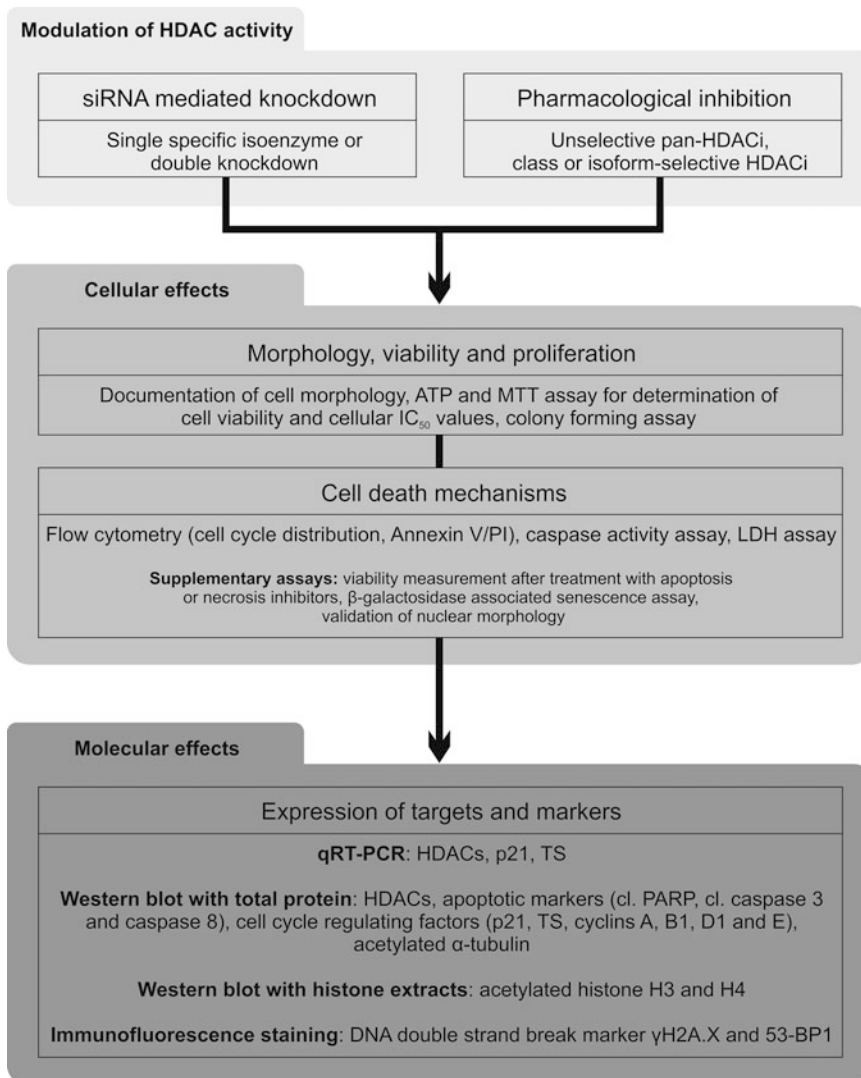 Modulation of HDAC activity
siRNA mediated knockdown
Single specific isoenzyme or
double knockdown
Pharmacological inhibition
Unselective pan-HDACi,
class or isoform-selective HDACi
Cellular effects
Morphology, viability and proliferation
Documentation of cell morphology, ATP and MTT assay for determination of
cell viability and cellular IC₅₀ values, colony forming assay
Cell death mechanisms
Flow cytometry (cell cycle distribution, Annexin V/PI), caspase activity assay, LDH assay
Supplementary assays: viability measurement after treatment with apoptosis
or necrosis inhibitors, β-galactosidase associated senescence assay,
validation of nuclear morphology
Molecular effects
Expression of targets and markers
qRT-PCR: HDACs, p21, TS
Western blot with total protein: HDACs, apoptotic markers (cl. PARP, cl. caspase 3
and caspase 8), cell cycle regulating factors (p21, TS, cyclins A, B1, D1 and E),
acetylated α-tubulin
Western blot with histone extracts: acetylated histone H3 and H4
Immunofluorescence staining: DNA double strand break marker γH2A.X and 53-BP1